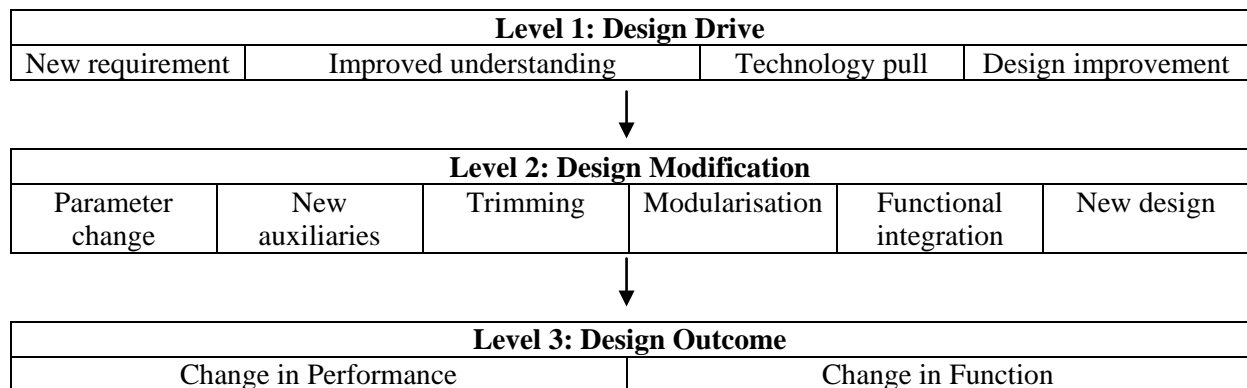 Level 1: Design Drive
New requirement Improved understanding Technology pull Design improvement
Level 2: Design Modification
Parameter change New auxiliaries Trimming Modularisation Functional integration New design
Level 3: Design Outcome
Change in Performance Change in Function